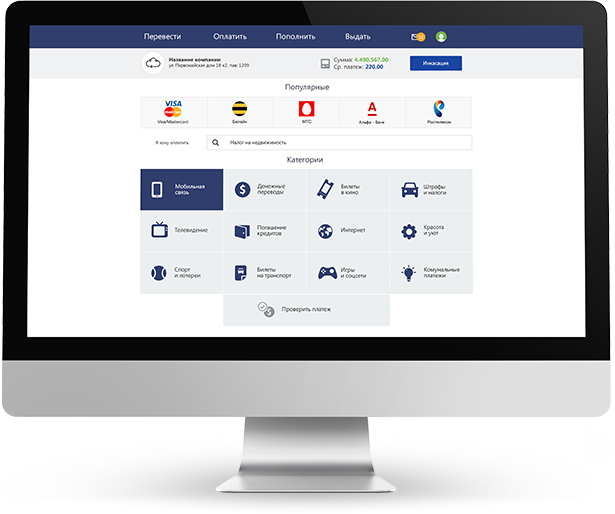 Перевести Оплатить Пополнить Выдать
Название компании
ул. Первомайская дом 18 к2. пав: 1209
Сумма: 4.490.567.00
Ср. платеж: 220.00
Инкасация
Популярные
VISA
MasterCard
Visa/Mastercard Билайн МТС Альфа - Банк Ростелеком
Я хочу оплатить
Налог на недвижимость
Категории
Мобильная
связь
Денежные
переводы
Билеты
в кино
Штрафы
и налоги
Телевидение
Погашение
кредитов
Интернет
Красота
и уют
Спорт
и лотереи
Билеты
на транспорт
Игры
и соцсети
Комунальные
платежи
Проверить платеж